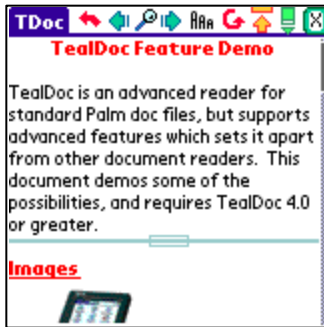 TDoc AAA
TealDoc Feature Demo
TealDoc is an advanced reader for
standard Palm doc files, but supports
advanced features which sets it apart
from other document readers. This
document demos some of the
possibilities, and requires TealDoc 4.0
or greater.
Images